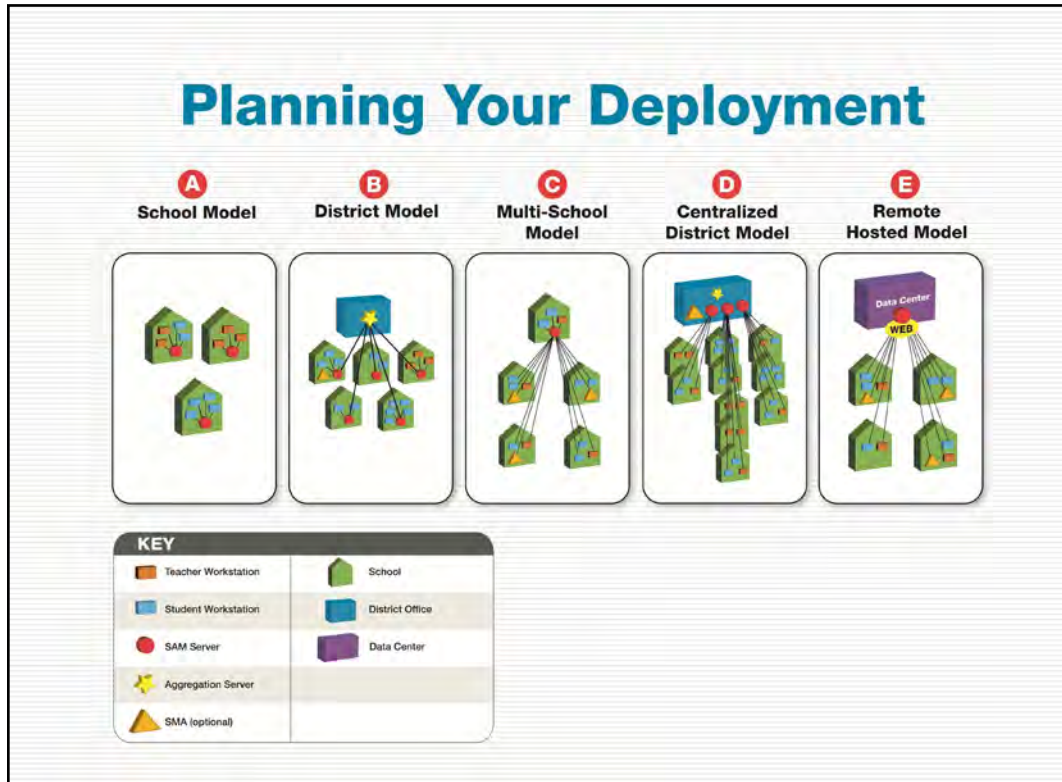 Planning Your Deployment
A
School Model
B
District Model
C
Multi-School
Model
D
Centralized
District Model
E
Remote
Hosted Model
Data Center
WEB
KEY
Teacher Workstation
School
Student Workstation
District Office
SAM Server
Data Center
Aggregation Server
SMA (optional)